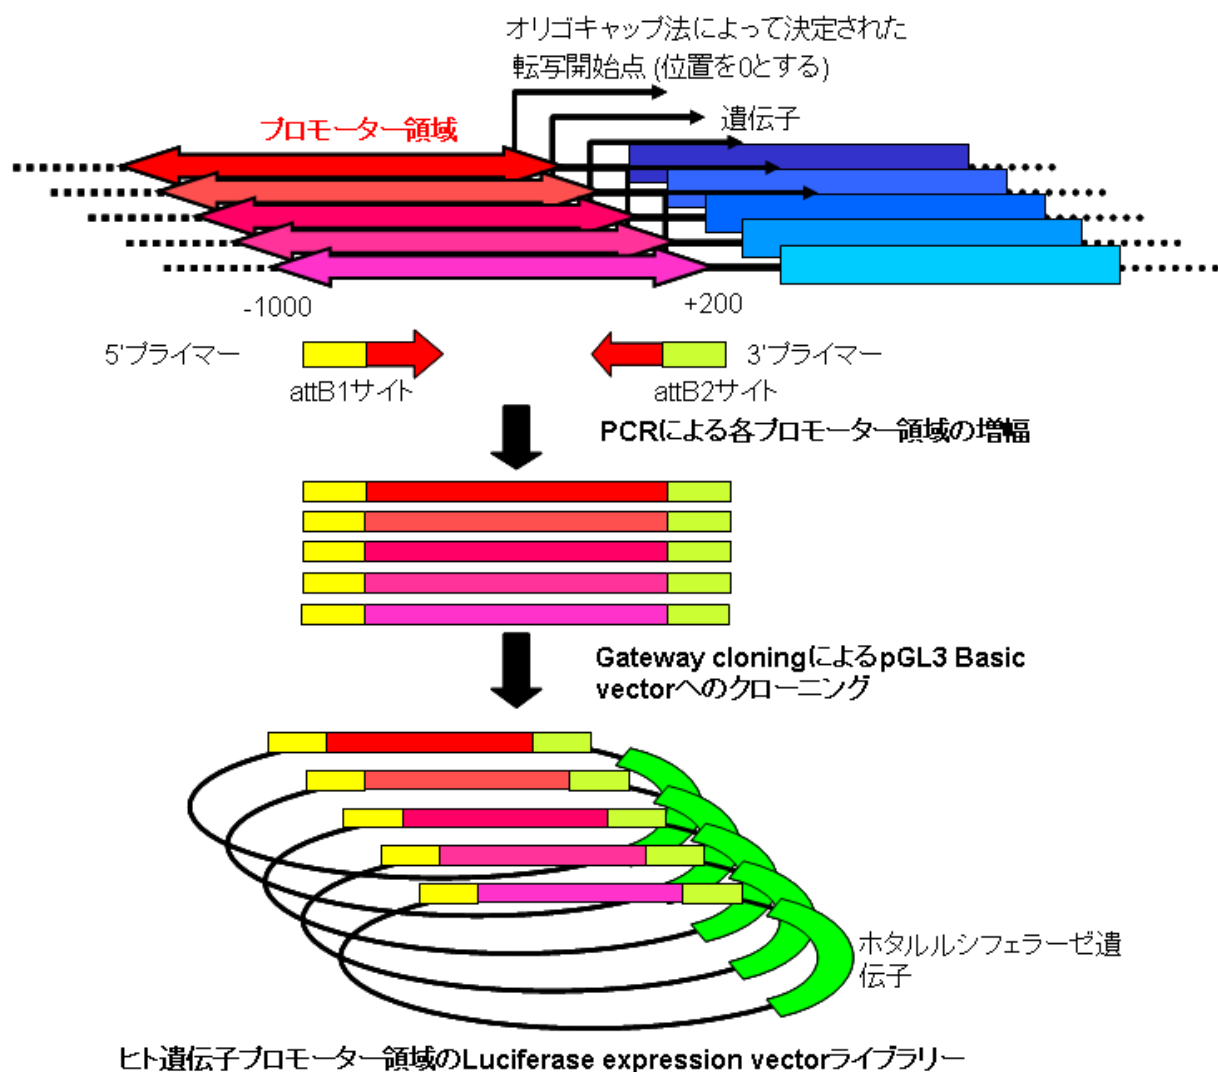 オリゴキャップ法によって決定された
転写開始点 (位置を0とする)
プロモーター領域
遺伝子
-1000
+200
5'プライマー
3'プライマー
attB1サイト
attB2サイト
PCRによる各プロモーター領域の増幅
Gateway cloningによるpGL3 Basic
vectorへのクローニング
ホタルルシフェラーゼ遺
伝子
ヒト遺伝子プロモーター領域のLuciferase expression vectorライブラリー